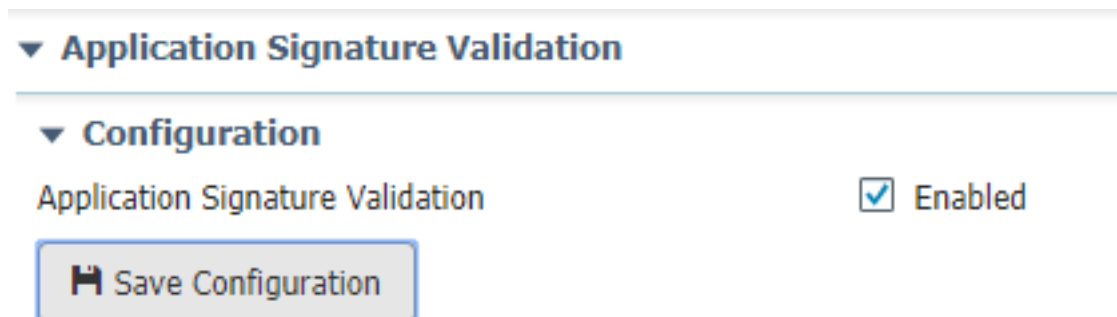 Application Signature Validation
Configuration
Application Signature Validation Enabled
Save Configuration